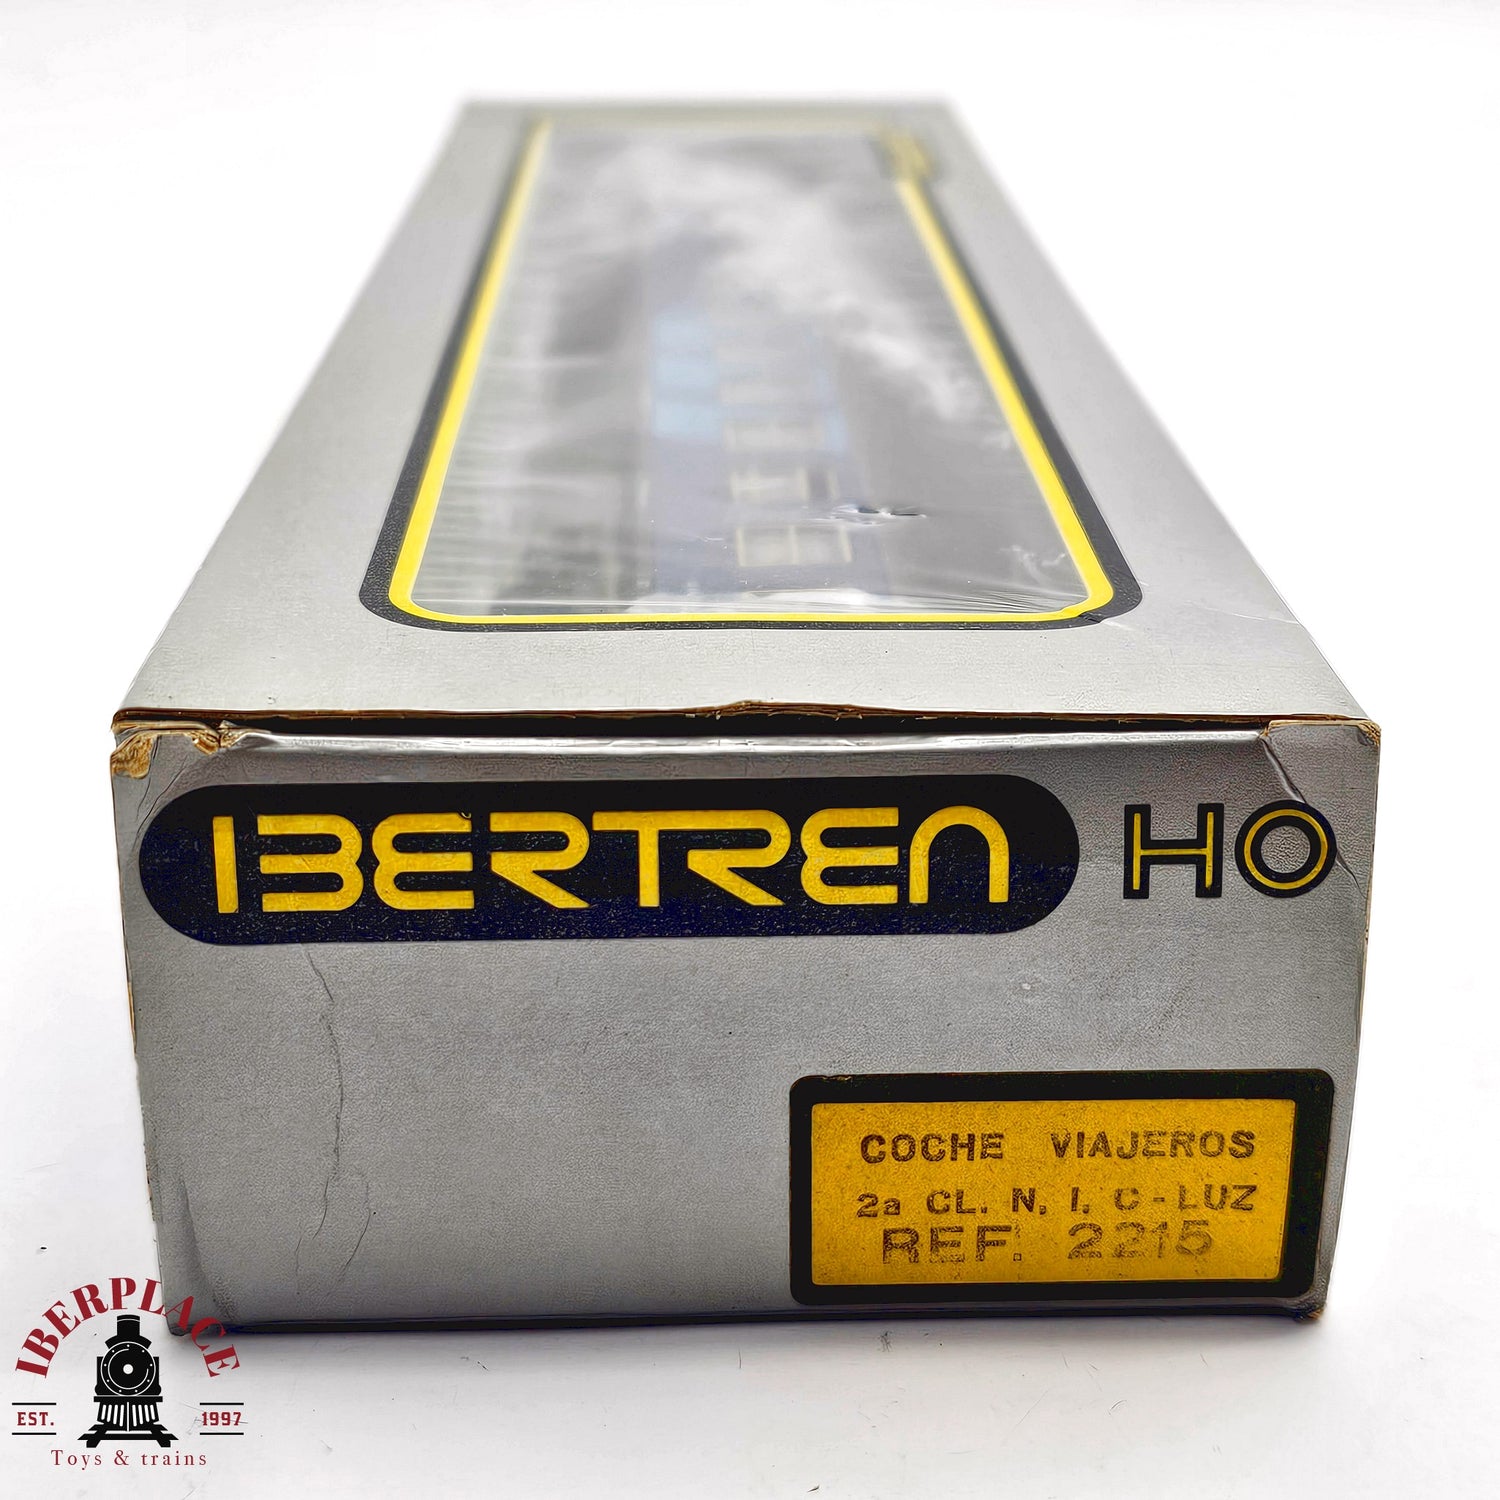 IBERTREN HO
COCHE VIAJEROS
2a CL. N. I. C - LUZ
REF. 2215
IBERPLACE
EST. 1997
Toys & trains